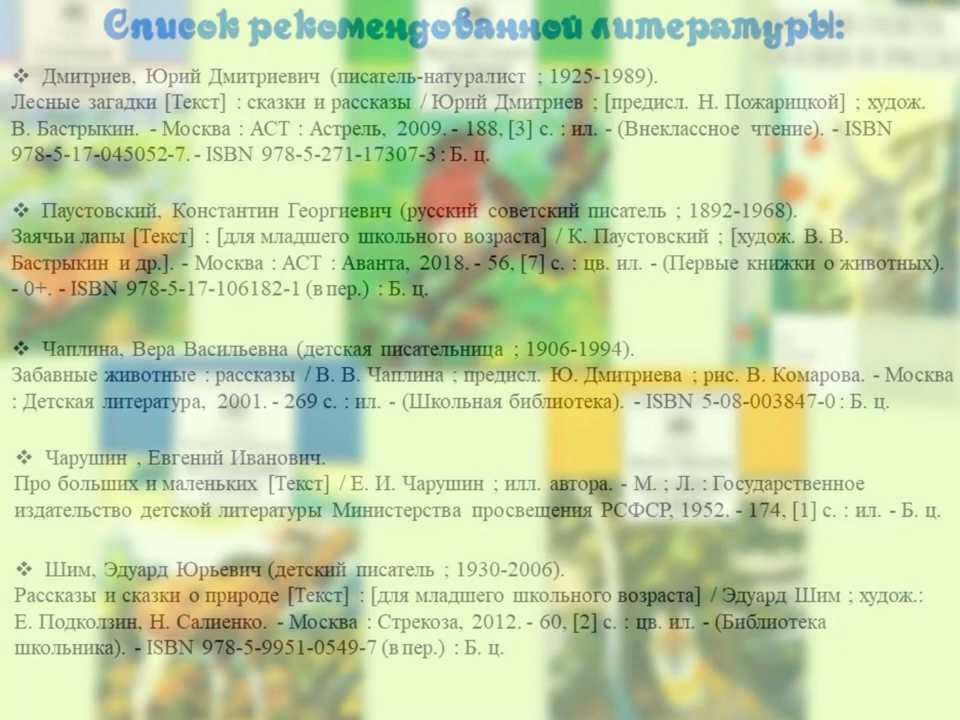 Список рекомендованной литературы:
❖ Дмитриев, Юрий Дмитриевич (писатель-натуралист ; 1925-1989).
Лесные загадки [Текст] : сказки и рассказы / Юрий Дмитриев ; [предисл. Н. Пожарицкой] ; худож.
В. Бастрыкин. - Москва : АСТ : Астрель, 2009. - 188, [3] с. : ил. - (Внеклассное чтение). - ISBN
978-5-17-045052-7. - ISBN 978-5-271-17307-3 : Б. ц.
❖ Паустовский, Константин Георгиевич (русский советский писатель ; 1892-1968).
Заячьи лапы [Текст] : [для младшего школьного возраста] / К. Паустовский ; [худож. В. В.
Бастрыкин и др.]. - Москва : АСТ : Аванта, 2018. - 56, [7] с. : цв. ил. - (Первые книжки о животных).
- 0+. - ISBN 978-5-17-106182-1 (в пер.) : Б. ц.
❖ Чаплина, Вера Васильевна (детская писательница ; 1906-1994).
Забавные животные : рассказы / В. В. Чаплина ; предисл. Ю. Дмитриева ; рис. В. Комарова. - Москва
: Детская литература, 2001. - 269 с. : ил. - (Школьная библиотека). - ISBN 5-08-003847-0 : Б. ц.
❖ Чарушин , Евгений Иванович.
Про больших и маленьких [Текст] / Е. И. Чарушин ; илл. автора. - М. ; Л. : Государственное
издательство детской литературы Министерства просвещения РСФСР, 1952. - 174, [1] с. : ил. - Б. ц.
❖ Шим, Эдуард Юрьевич (детский писатель ; 1930-2006).
Рассказы и сказки о природе [Текст] : [для младшего школьного возраста] / Эдуард Шим ; худож.:
Е. Подколзин, Н. Салиенко. - Москва : Стрекоза, 2012. - 60, [2] с. : цв. ил. - (Библиотека
школьника). - ISBN 978-5-9951-0549-7 (в пер.) : Б. ц.